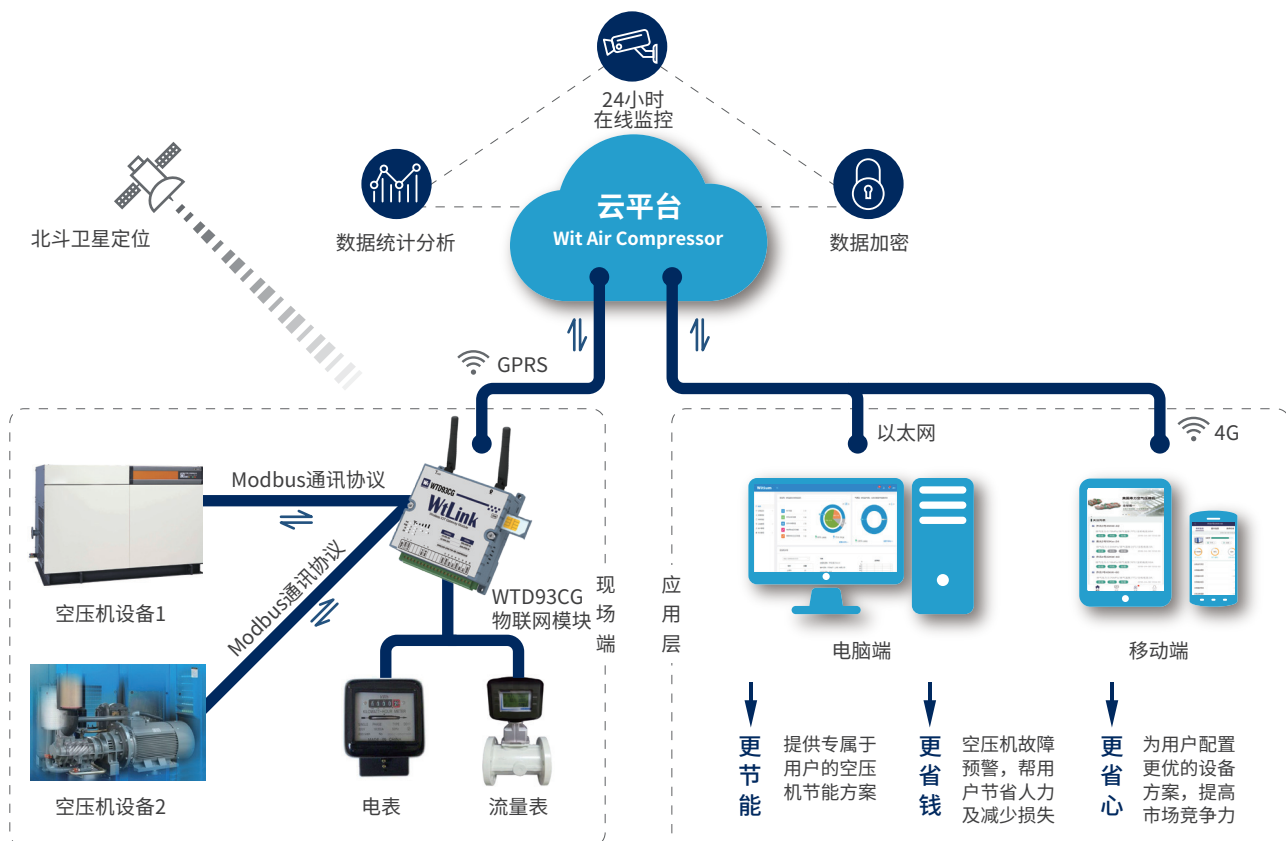 24小时
在线监控
云平台
Wit Air Compressor
数据统计分析
数据加密
北斗卫星定位
GPRS
以太网
4G
Modbus通讯协议
WTD93CG
WtLink
空压机设备1
Modbus通讯协议
WTD93CG
物联网模块
现
场
端
应
用
层
电脑端
移动端
空压机设备2
电表
流量表
更
节
能
提供专属于
用户的空压
机节能方案
更
省
钱
空压机故障
预警，帮用
户节省人力
及减少损失
更
省
心
为用户配置
更优的设备
方案，提高
市场竞争力